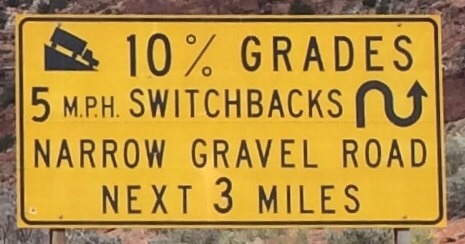 10% GRADES
5 M.P.H. SWITCHBACKS
NARROW GRAVEL ROAD
NEXT 3 MILES